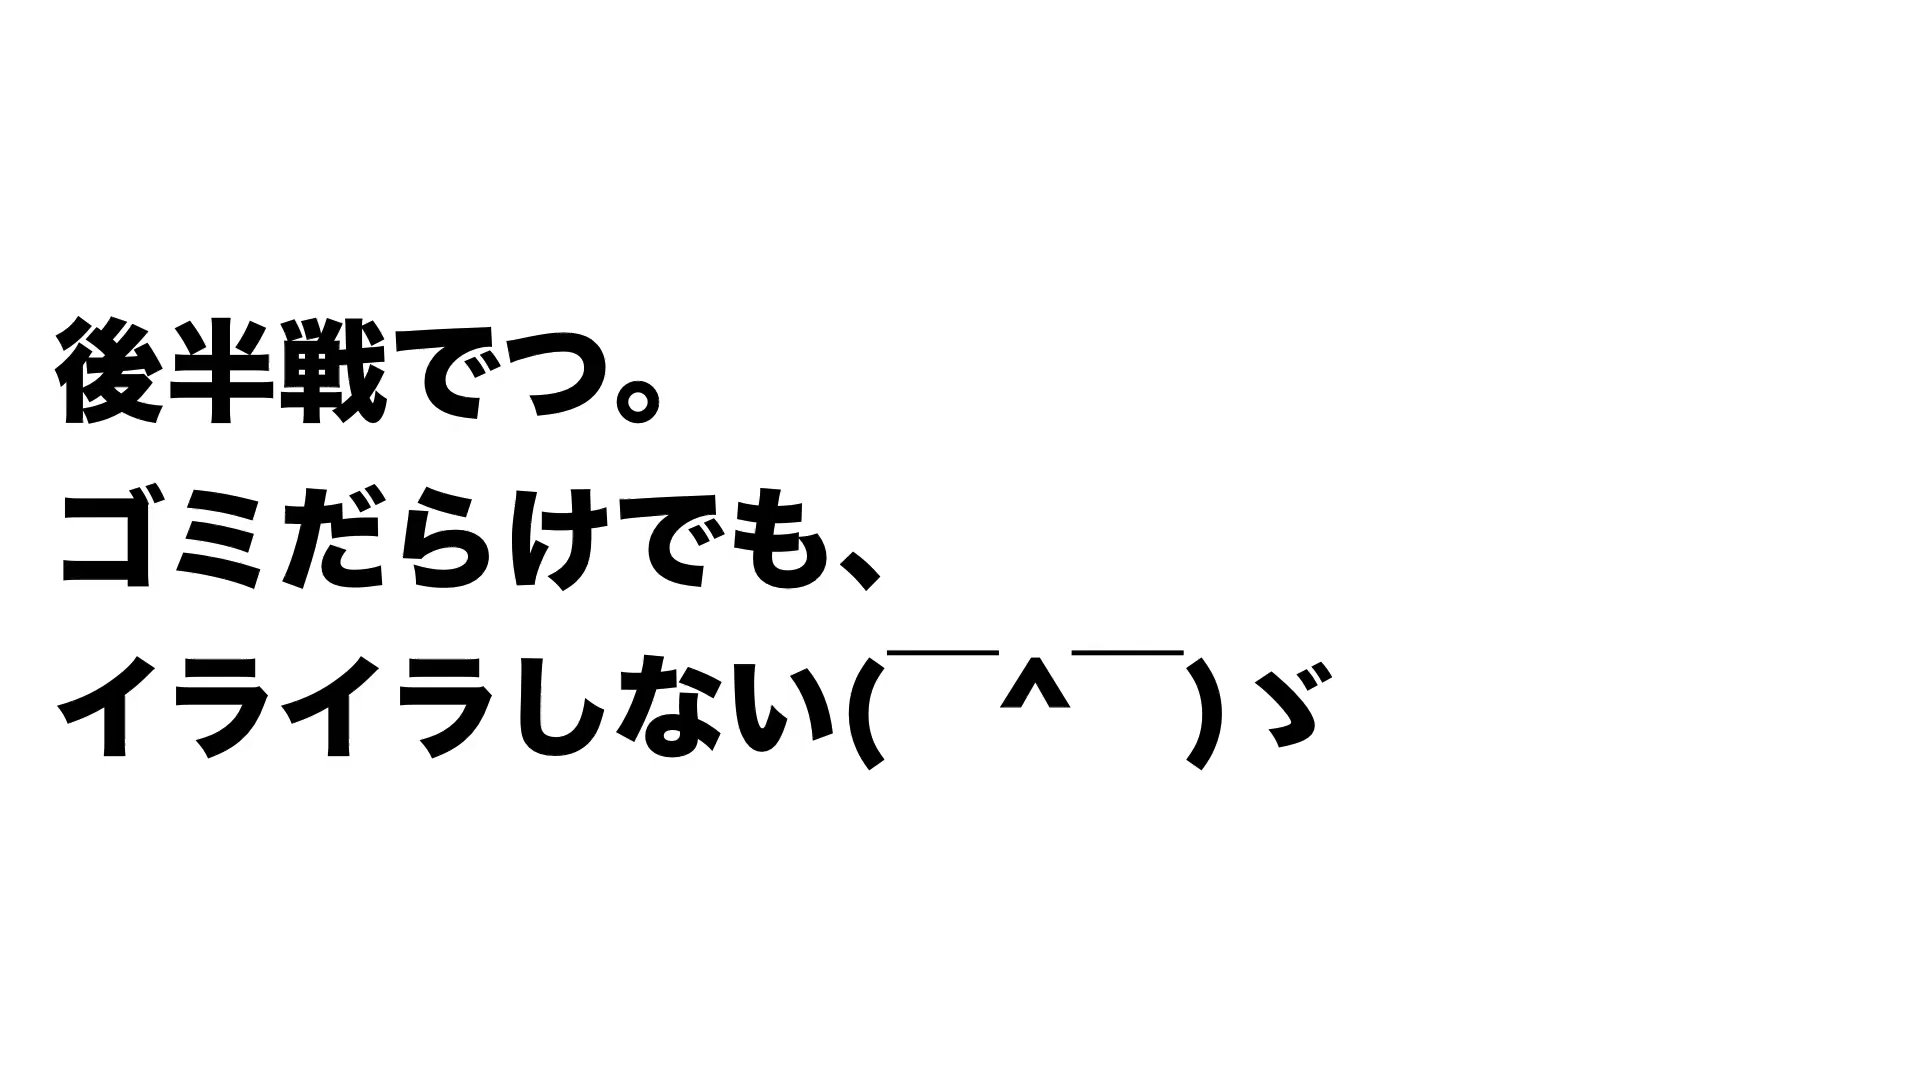 後半戦でつ。
ゴミだらけでも、
イライラしない(￣^￣)ゞ